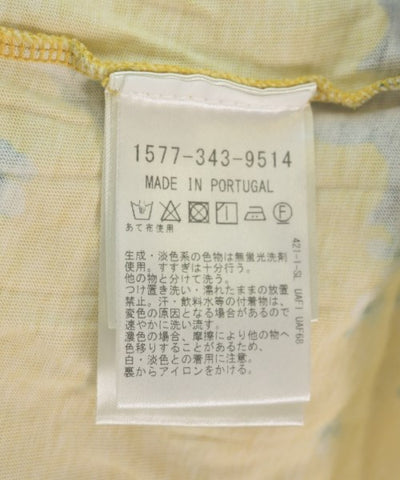 1577-343-9514
MADE IN PORTUGAL
あて布使用
生成・淡色系の色物は無蛍光洗剤
使用。すすぎは十分行う。
他の物と分けて洗う。
つけ置き洗い・濡れたままの放置
禁止。汗・飲料水等の付着物は、
変色の原因となる場合があるので
速やかに洗い流す。
濃色の場合、摩擦により他の物へ
色移りすることがあるため、
白・淡色との着用に注意。
裏からアイロンをかける。
421-1-SL UAF1 UAF68